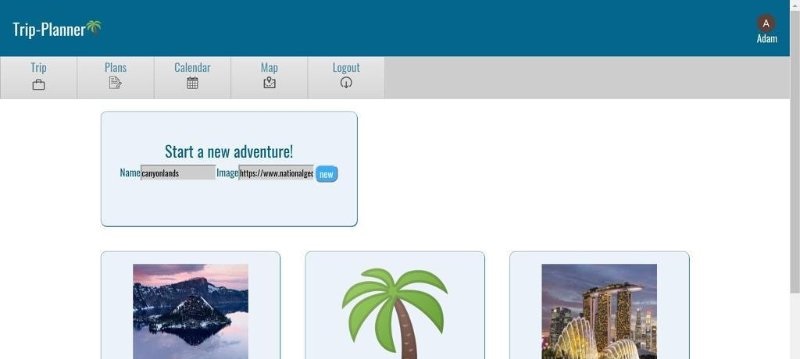 Trip-Planner
A
Adam
Trip Plans Calendar Map Logout
Start a new adventure!
Name canyonlands Image https://www.nationalgeo new